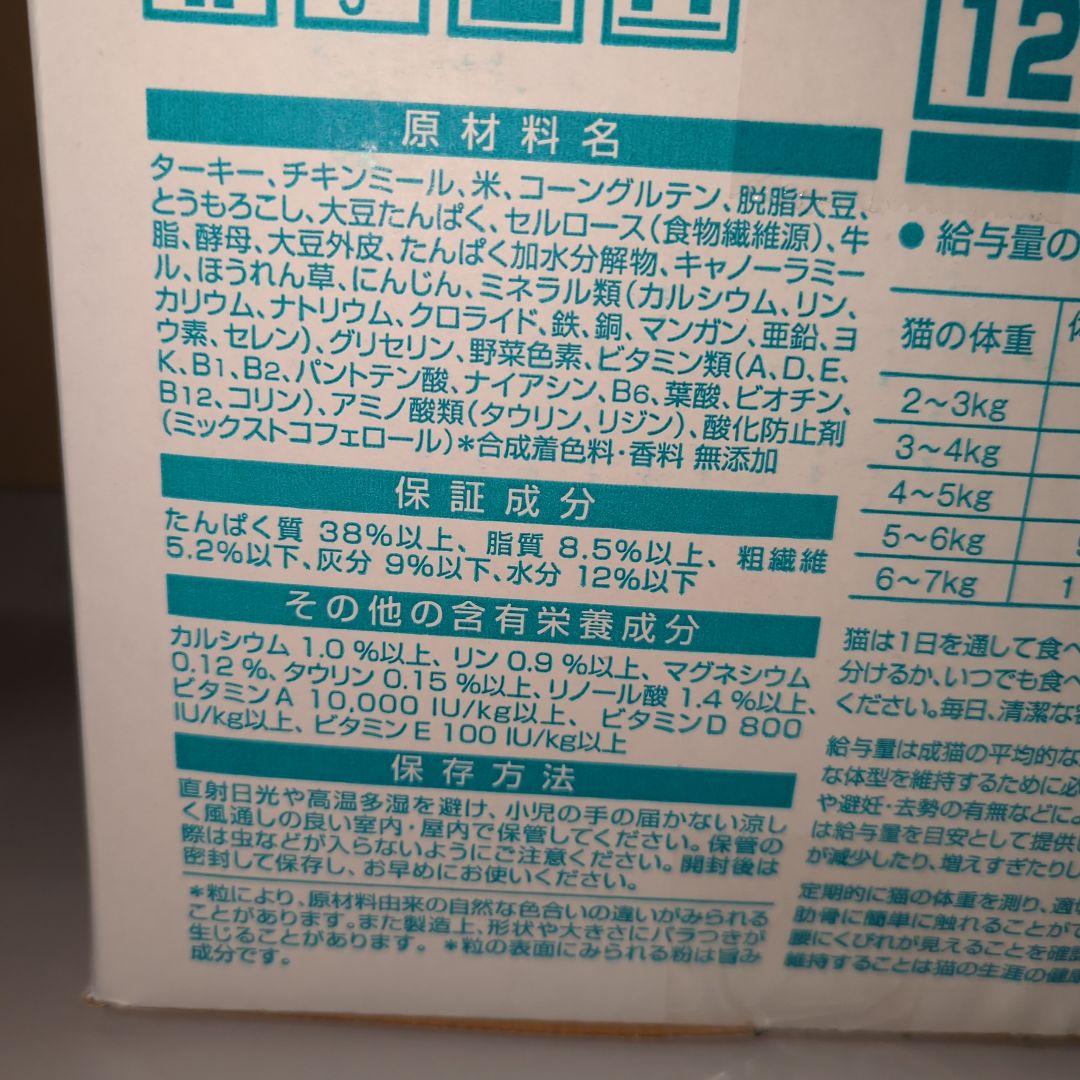 12
原材料名
ターキー、チキンミール、米、コーングルテン、脱脂大豆、
とうもろこし、大豆たんぱく、セルロース(食物繊維源)、牛
脂、酵母、大豆外皮、たんぱく加水分解物、キャノーラミー
ル、ほうれん草、にんじん、ミネラル類(カルシウム、リン、
カリウム、ナトリウム、クロライド、鉄、銅、マンガン、亜鉛、ヨ
ウ素、セレン)、グリセリン、野菜色素、ビタミン類(A、D、E、
K、B1、B2、パントテン酸、ナイアシン、B6、葉酸、ビオチン、
B12、コリン)、アミノ酸類(タウリン、リジン)、酸化防止剤
(ミックストコフェロール)*合成着色料・香料 無添加
保証成分
たんぱく質 38%以上、 脂質 8.5%以上、 粗繊維
5.2%以下、灰分 9%以下、水分 12%以下
その他の含有栄養成分
カルシウム 1.0 %以上、リン 0.9 %以上、マグネシウム
0.12 %、タウリン 0.15 %以上、リノール酸 1.4 %以上、
ビタミンA 10,000 IU/kg以上、 ビタミンD 800
IU/kg以上、ビタミンE 100 IU/kg以上
保存方法
直射日光や高温多湿を避け、小児の手の届かない涼し
く風通しの良い室内・屋内で保管してください。保管の
際は虫などが入らないようにご注意ください。開封後は
密封して保存し、お早めにお使いください。
*粒により、原材料由来の自然な色合いの違いがみられる
ことがあります。また製造上、形状や大きさにバラつきが
生じることがあります。 *粒の表面にみられる粉は旨み
成分です。
● 給与量の
猫の体重
2~3kg
3~4kg
4~5kg
5~6kg
6~7kg 1
猫は1日を通して食べ
分けるか、いつでも食べ
ください。毎日、清潔な
給与量は成猫の平均的な
な体型を維持するために必
や避妊・去勢の有無などによ
は給与量を目安として提供
が減少したり、増えすぎたりし
定期的に猫の体重を測り、適
肋骨に簡単に触れることがで
腰にくびれが見えることを確認
維持することは猫の生涯の健康